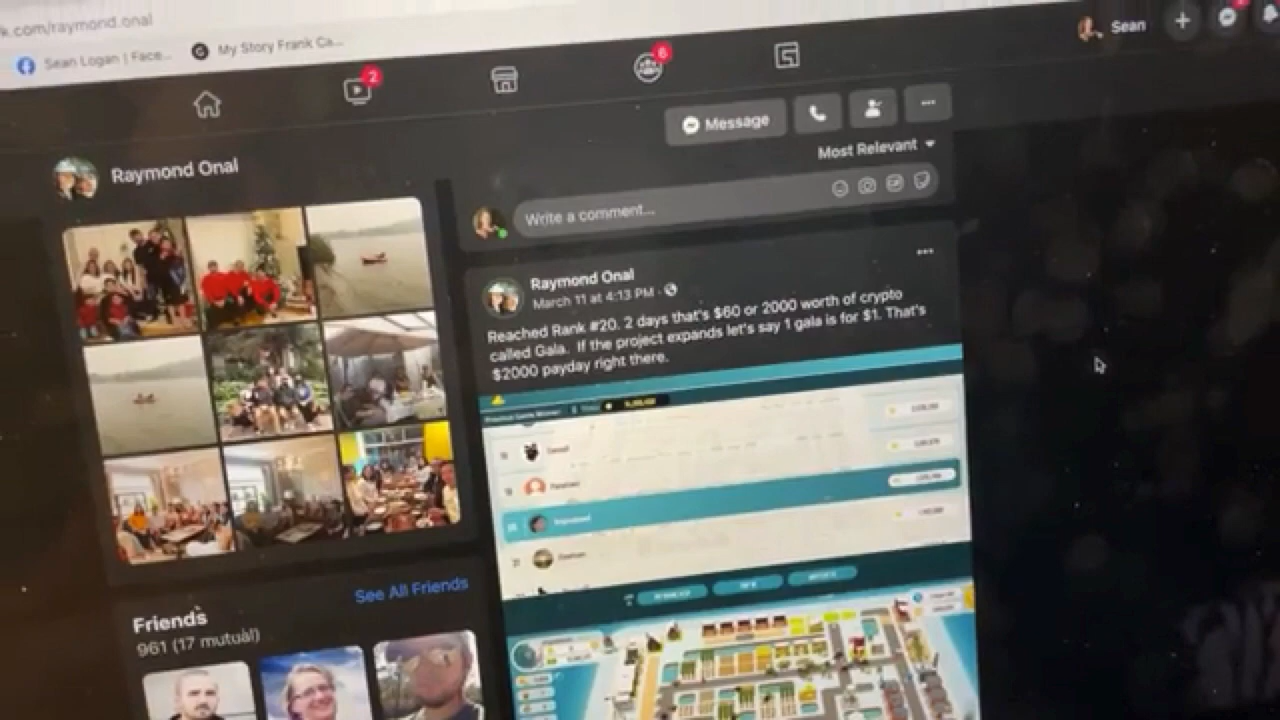 k.com/raymond.onal
Sean Logan | Face...
My Story Frank Ca...
2
6
Sean
Message
Raymond Onal
Most Relevant
Write a comment...
Raymond Onal
March 11 at 4:13 PM
Reached Rank #20. 2 days that's $60 or 2000 worth of crypto
called Gala. If the project expands let's say 1 gala is for $1. That's
$2000 payday right there.
See All Friends
Friends
961 (17 mutual)